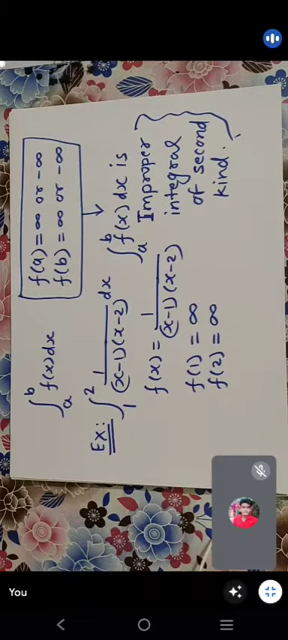 ∫ₐᵇ f(x)dx
f(a) = ∞ or -∞
f(b) = ∞ or -∞
→ ∫ₐᵇ f(x)dx is
Improper
integral
of second
kind.
Ex: ∫₁² 1/((x-1)(x-2)) dx
f(x) = 1/((x-1)(x-2))
f(1) = ∞
f(2) = ∞
You